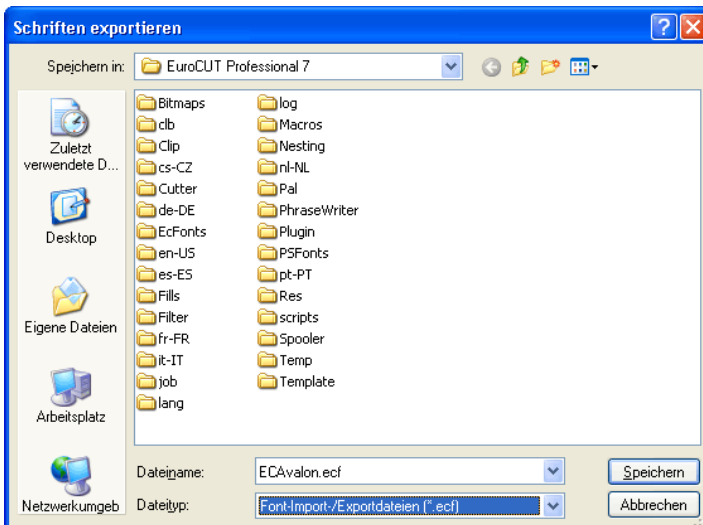 Schriften exportieren
Speichern in:
EuroCUT Professional 7
Zuletzt
verwendete D...
Desktop
Eigene Dateien
Arbeitsplatz
Netzwerkumgeb
Bitmaps
clb
Clip
cs-CZ
Cutter
de-DE
EcFonts
en-US
es-ES
Fills
Filter
fr-FR
it-IT
job
lang
log
Macros
Nesting
nl-NL
Pal
PhraseWriter
Plugin
PSFonts
pt-PT
Res
scripts
Spooler
Temp
Template
Dateiname:
ECAvalon.ecf
Speichern
Dateityp:
Font-Import-/Exportdateien (*.ecf)
Abbrechen